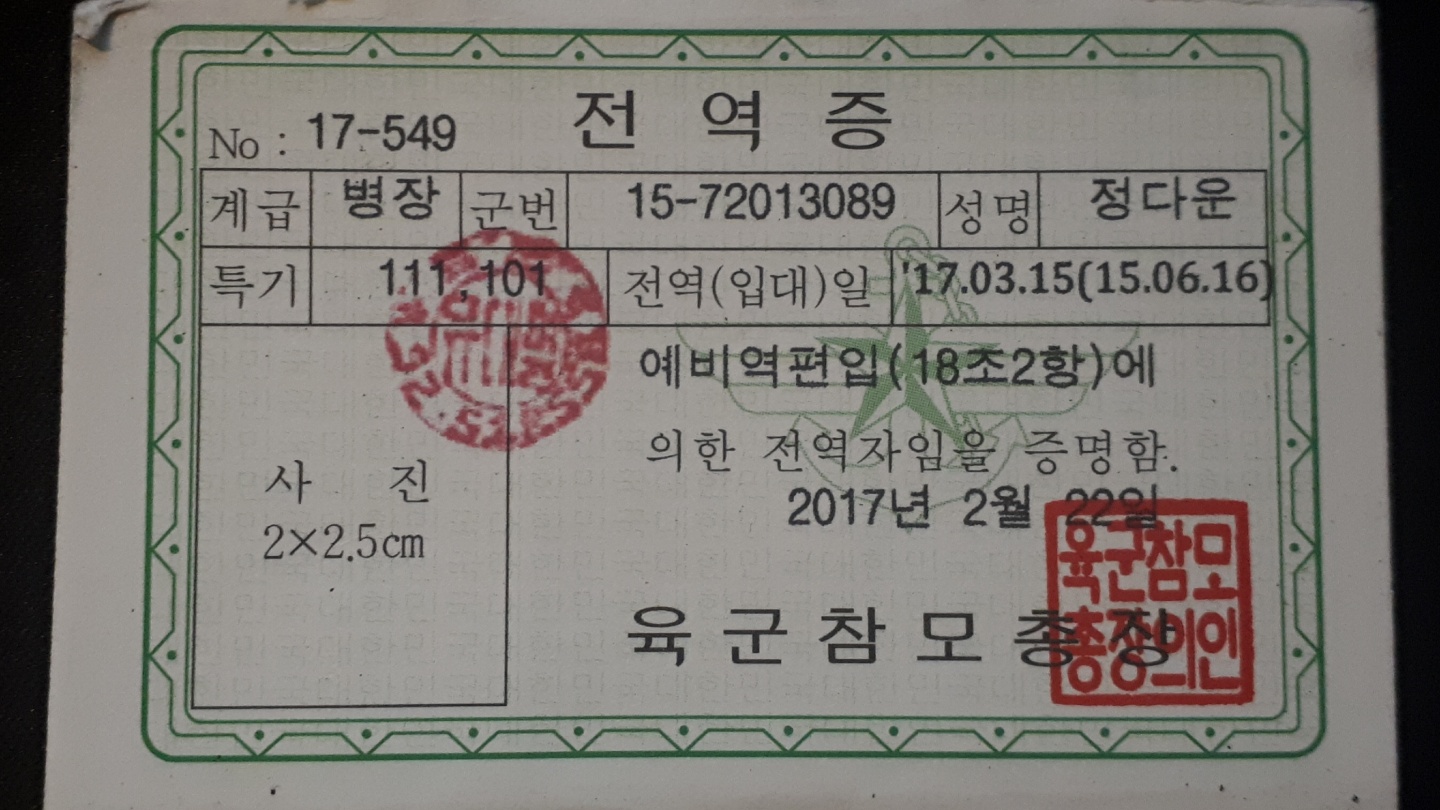 전역증
No : 17-549
계급 병장 군번 15-72013089 성명 정다운
특기 111,101 전역(입대)일 '17.03.15(15.06.16)
예비역편입(18조2항)에
의한 전역자임을 증명함.
2017년 2월 22일
사 진
2×2.5cm
육군참모총장
육군참모
총장의인